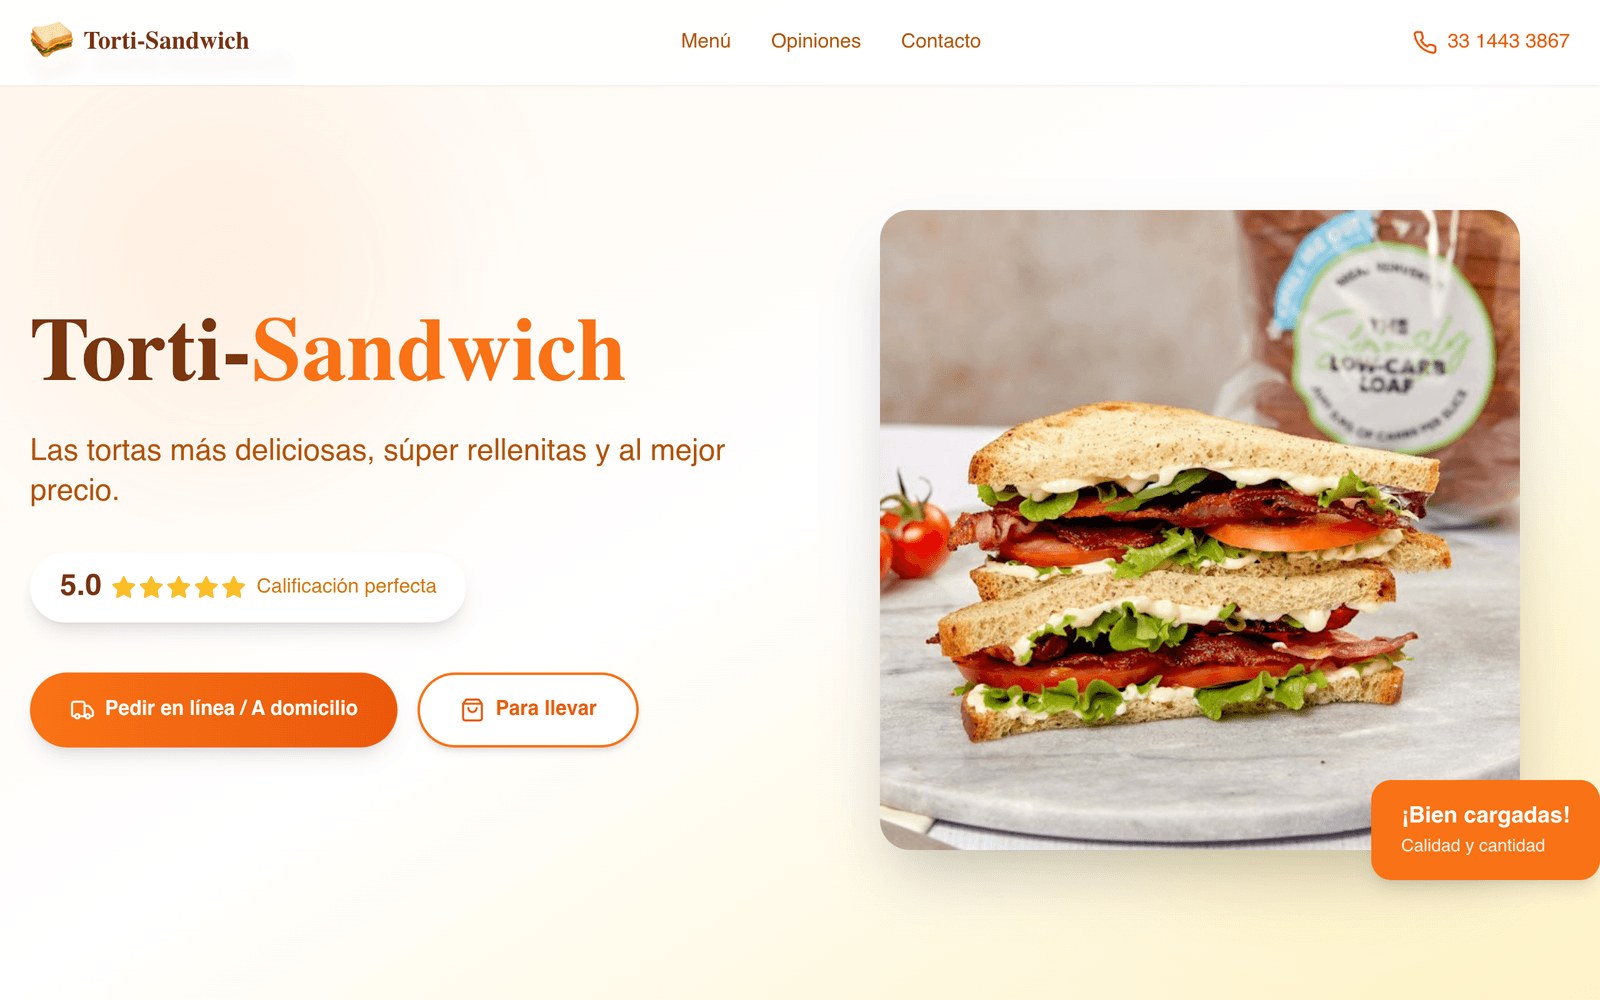 Torti-Sandwich
Menú
Opiniones
Contacto
33 1443 3867
Torti-Sandwich
Las tortas más deliciosas, súper rellenitas y al mejor
precio.
5.0
Calificación perfecta
Pedir en línea / A domicilio
Para llevar
THE
LOW-CARB
LOAF
¡Bien cargadas!
Calidad y cantidad